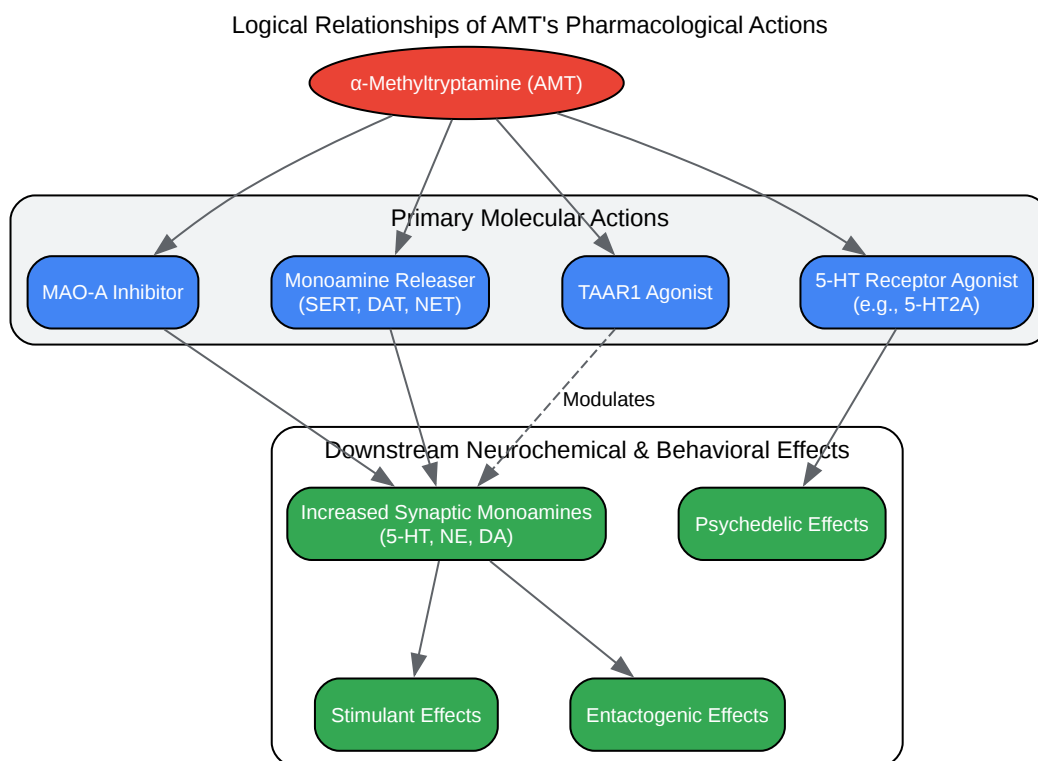 Logical Relationships of AMT's Pharmacological Actions
α-Methyltryptamine (AMT)
Primary Molecular Actions
MAO-A Inhibitor
Monoamine Releaser
(SERT, DAT, NET)
TAAR1 Agonist
5-HT Receptor Agonist
(e.g., 5-HT2A)
Modulates
Downstream Neurochemical & Behavioral Effects
Increased Synaptic Monoamines
(5-HT, NE, DA)
Psychedelic Effects
Stimulant Effects
Entactogenic Effects